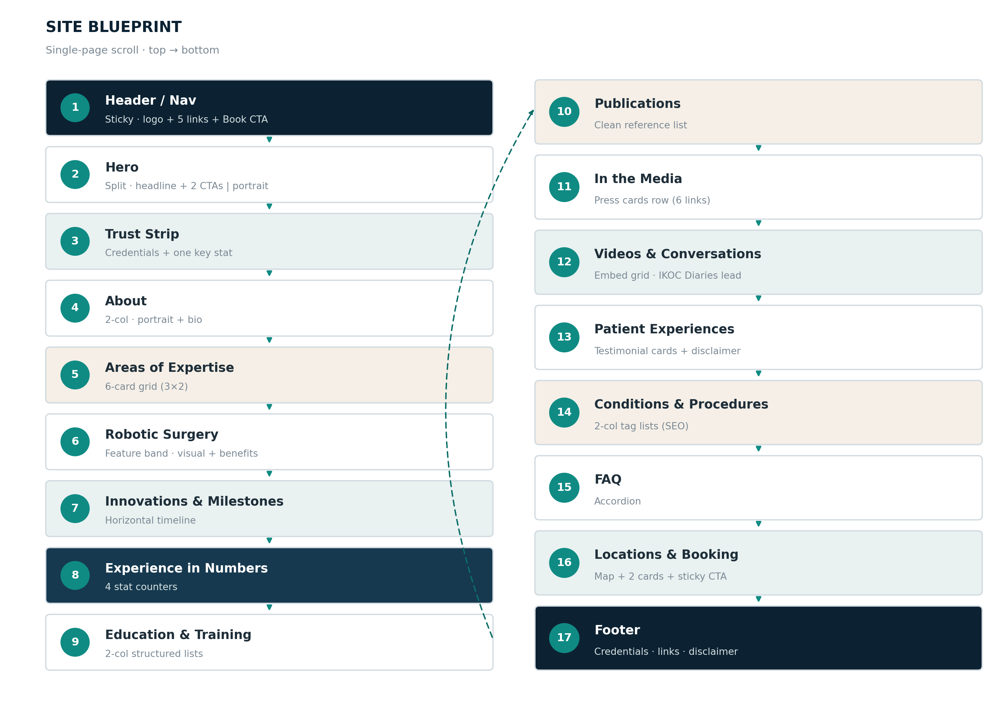 SITE BLUEPRINT
Single-page scroll · top → bottom
1
Header / Nav
Sticky · logo + 5 links + Book CTA
2
Hero
Split · headline + 2 CTAs | portrait
3
Trust Strip
Credentials + one key stat
4
About
2-col · portrait + bio
5
Areas of Expertise
6-card grid (3×2)
6
Robotic Surgery
Feature band · visual + benefits
7
Innovations & Milestones
Horizontal timeline
8
Experience in Numbers
4 stat counters
9
Education & Training
2-col structured lists
10
Publications
Clean reference list
11
In the Media
Press cards row (6 links)
12
Videos & Conversations
Embed grid · IKOC Diaries lead
13
Patient Experiences
Testimonial cards + disclaimer
14
Conditions & Procedures
2-col tag lists (SEO)
15
FAQ
Accordion
16
Locations & Booking
Map + 2 cards + sticky CTA
17
Footer
Credentials · links · disclaimer